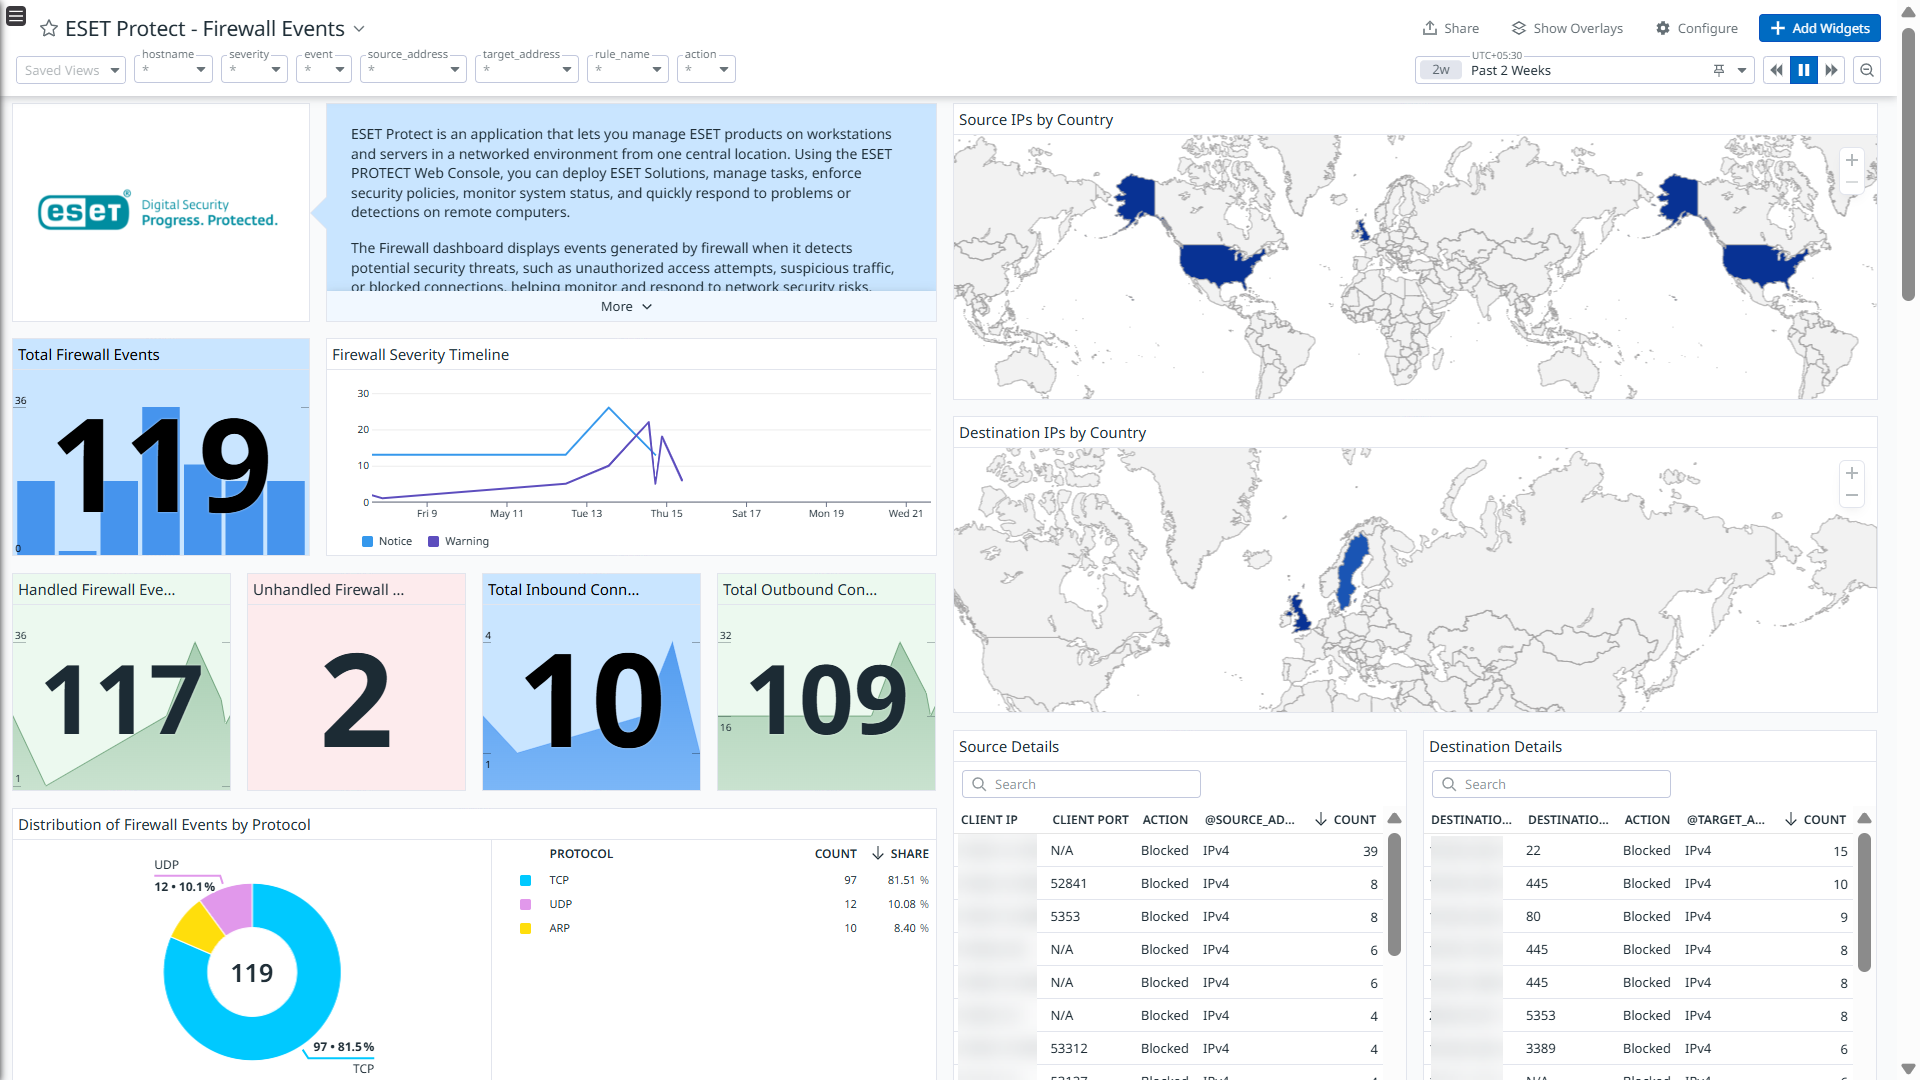 ESET Protect - Firewall Events
Share
Show Overlays
Configure
Add Widgets
Saved Views
hostname
*
severity
*
event
*
source_address
*
target_address
*
rule_name
*
action
*
UTC+05:30
2w
Past 2 Weeks
eseT®
Digital Security
Progress. Protected.
ESET Protect is an application that lets you manage ESET products on workstations
and servers in a networked environment from one central location. Using the ESET
PROTECT Web Console, you can deploy ESET Solutions, manage tasks, enforce
security policies, monitor system status, and quickly respond to problems or
detections on remote computers.
The Firewall dashboard displays events generated by firewall when it detects
potential security threats, such as unauthorized access attempts, suspicious traffic,
or blocked connections, helping monitor and respond to network security risks.
More
Source IPs by Country
+
−
Total Firewall Events
36
119
0
Firewall Severity Timeline
30
20
10
0
Fri 9
May 11
Tue 13
Thu 15
Sat 17
Mon 19
Wed 21
Notice
Warning
Destination IPs by Country
+
−
Handled Firewall Eve...
36
117
1
Unhandled Firewall ...
2
Total Inbound Conn...
4
10
1
Total Outbound Con...
32
109
16
Distribution of Firewall Events by Protocol
UDP
12 • 10.1%
119
97 • 81.5%
TCP
PROTOCOL COUNT SHARE
TCP 97 81.51 %
UDP 12 10.08 %
ARP 10 8.40 %
Source Details
Search
CLIENT IP CLIENT PORT ACTION @SOURCE_AD... COUNT
N/A Blocked IPv4 39
52841 Blocked IPv4 8
5353 Blocked IPv4 8
N/A Blocked IPv4 6
N/A Blocked IPv4 6
N/A Blocked IPv4 4
53312 Blocked IPv4 4
Destination Details
Search
DESTINATIO... DESTINATIO... ACTION @TARGET_A... COUNT
22 Blocked IPv4 15
445 Blocked IPv4 10
80 Blocked IPv4 9
445 Blocked IPv4 8
445 Blocked IPv4 8
5353 Blocked IPv4 8
3389 Blocked IPv4 6